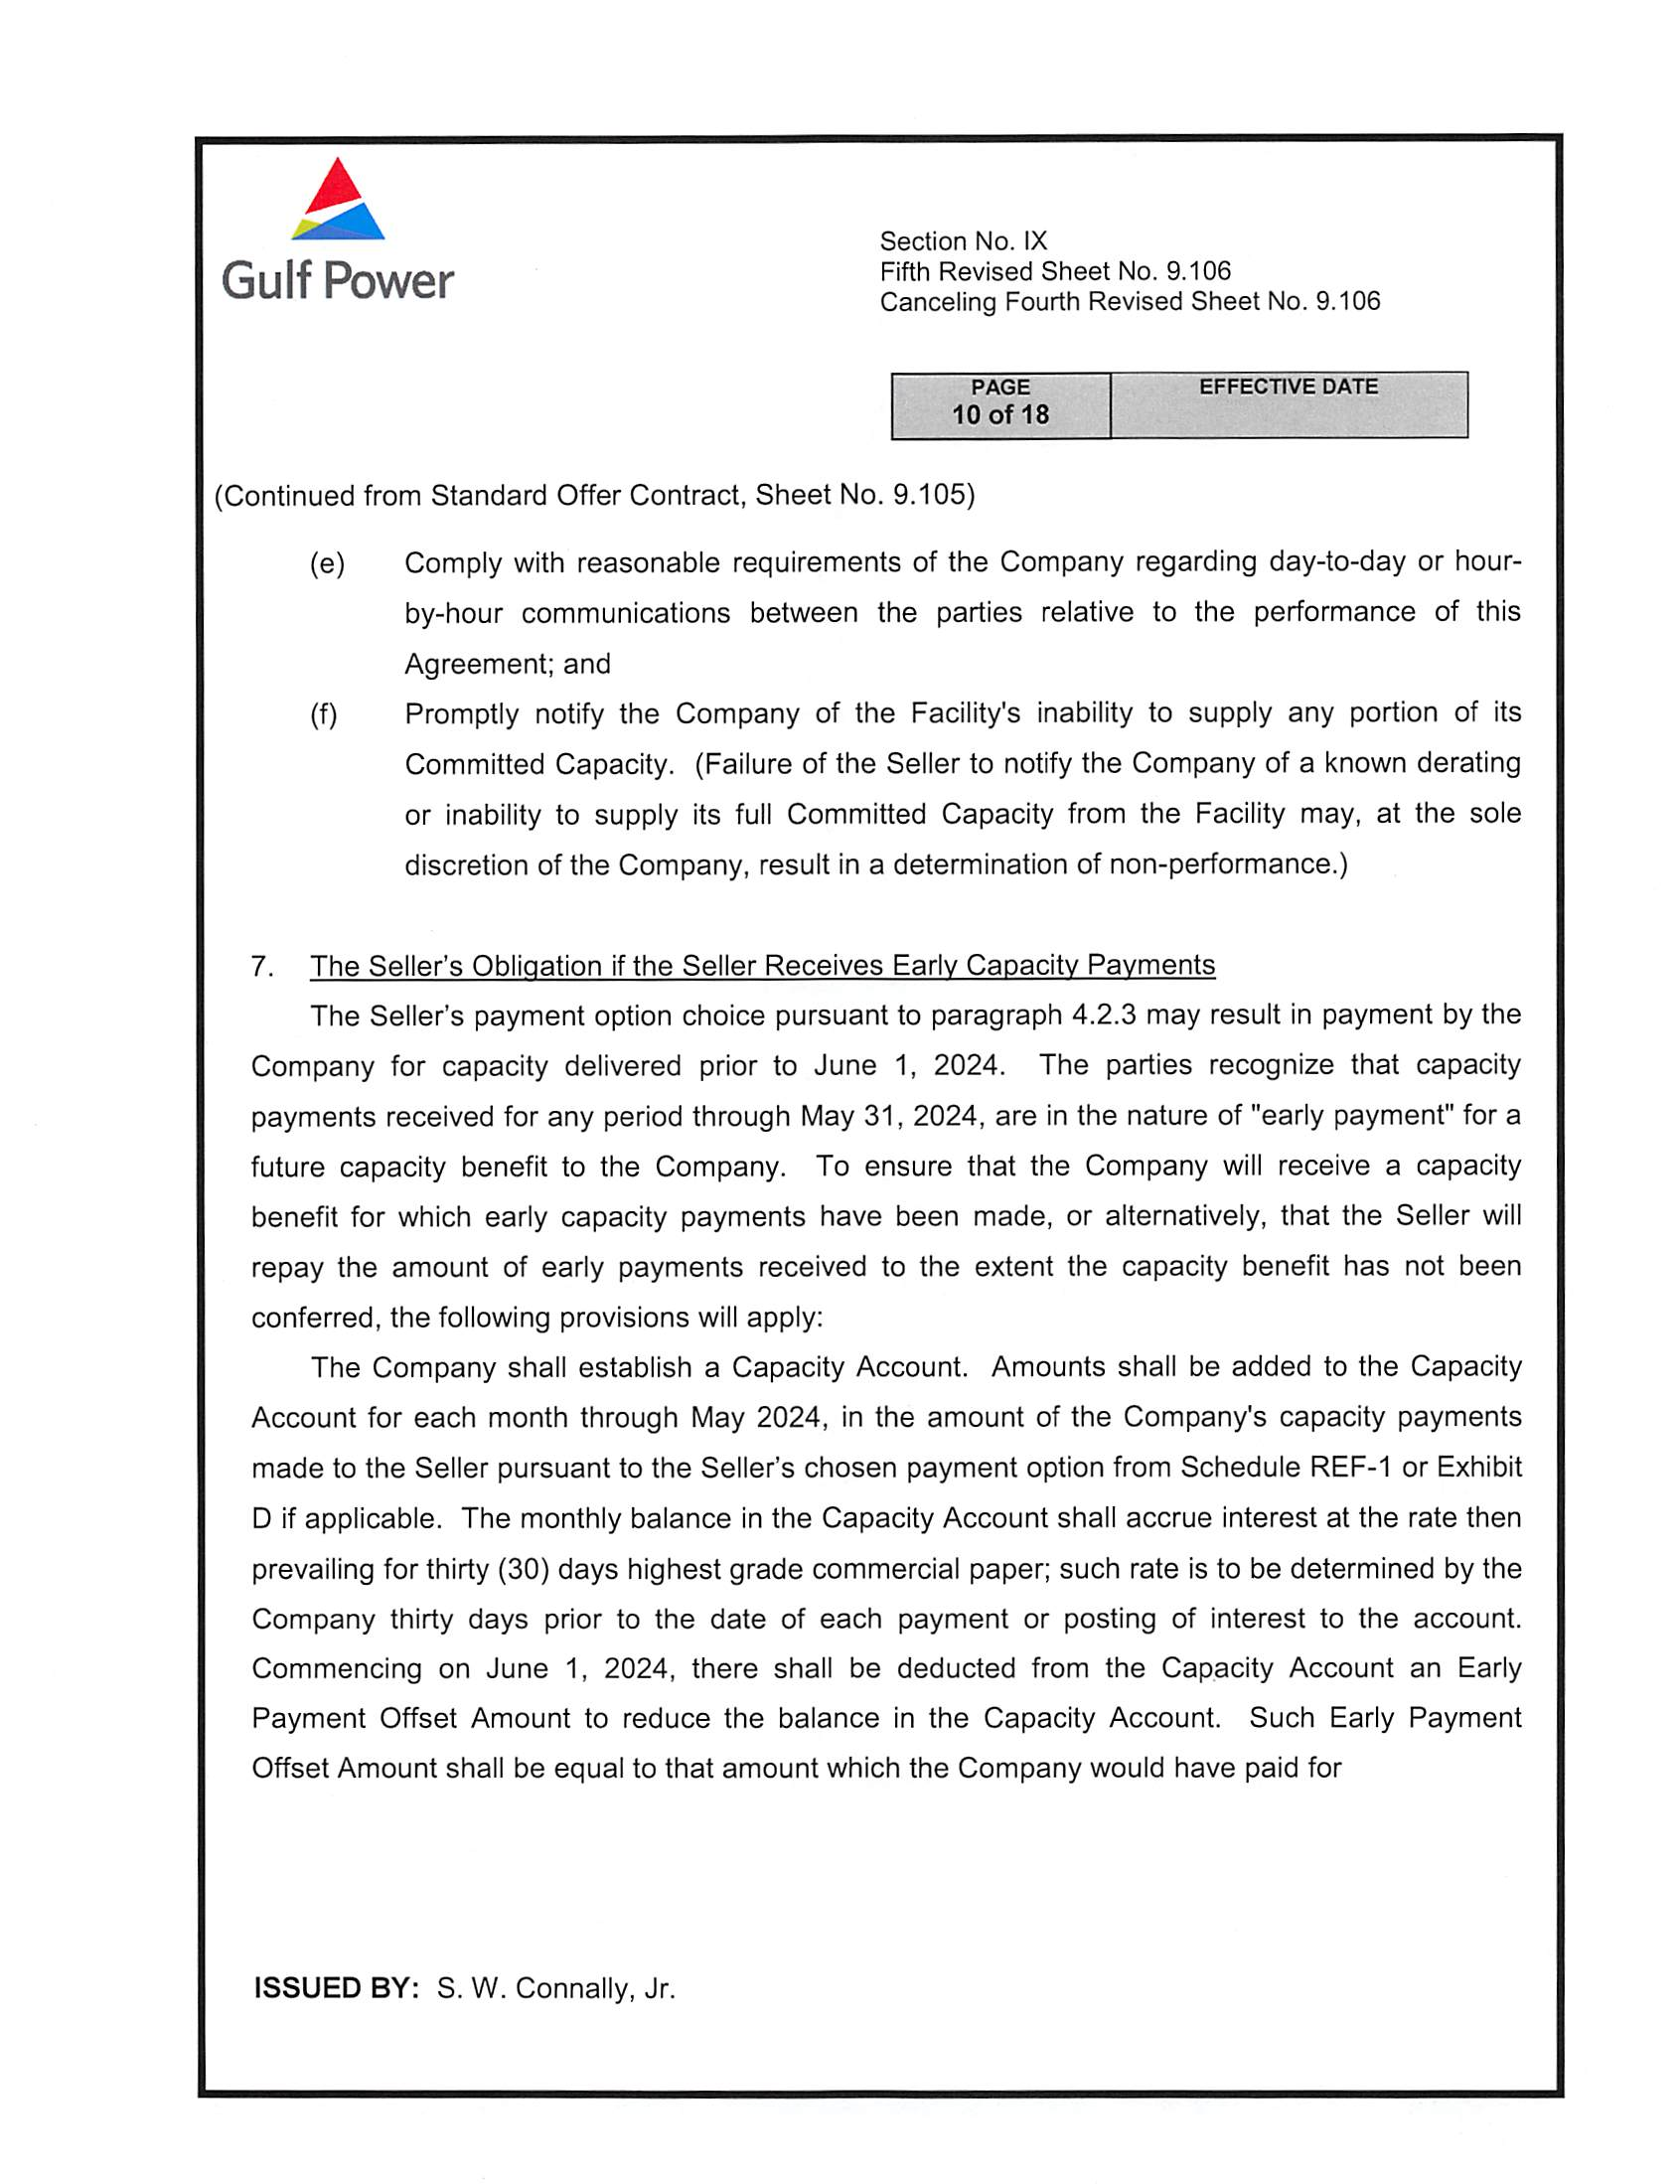 Gulf Power
Section No. IX
Fifth Revised Sheet No. 9.106
Canceling Fourth Revised Sheet No. 9.106
PAGE
10 of 18
EFFECTIVE DATE
(Continued from Standard Offer Contract, Sheet No. 9.105)
(e) Comply with reasonable requirements of the Company regarding day-to-day or hour-
by-hour communications between the parties relative to the performance of this
Agreement; and
(f) Promptly notify the Company of the Facility's inability to supply any portion of its
Committed Capacity. (Failure of the Seller to notify the Company of a known derating
or inability to supply its full Committed Capacity from the Facility may, at the sole
discretion of the Company, result in a determination of non-performance.)
7. The Seller's Obligation if the Seller Receives Early Capacity Payments
The Seller's payment option choice pursuant to paragraph 4.2.3 may result in payment by the
Company for capacity delivered prior to June 1, 2024. The parties recognize that capacity
payments received for any period through May 31, 2024, are in the nature of "early payment" for a
future capacity benefit to the Company. To ensure that the Company will receive a capacity
benefit for which early capacity payments have been made, or alternatively, that the Seller will
repay the amount of early payments received to the extent the capacity benefit has not been
conferred, the following provisions will apply:
The Company shall establish a Capacity Account. Amounts shall be added to the Capacity
Account for each month through May 2024, in the amount of the Company's capacity payments
made to the Seller pursuant to the Seller's chosen payment option from Schedule REF-1 or Exhibit
D if applicable. The monthly balance in the Capacity Account shall accrue interest at the rate then
prevailing for thirty (30) days highest grade commercial paper; such rate is to be determined by the
Company thirty days prior to the date of each payment or posting of interest to the account.
Commencing on June 1, 2024, there shall be deducted from the Capacity Account an Early
Payment Offset Amount to reduce the balance in the Capacity Account. Such Early Payment
Offset Amount shall be equal to that amount which the Company would have paid for
ISSUED BY: S. W. Connally, Jr.